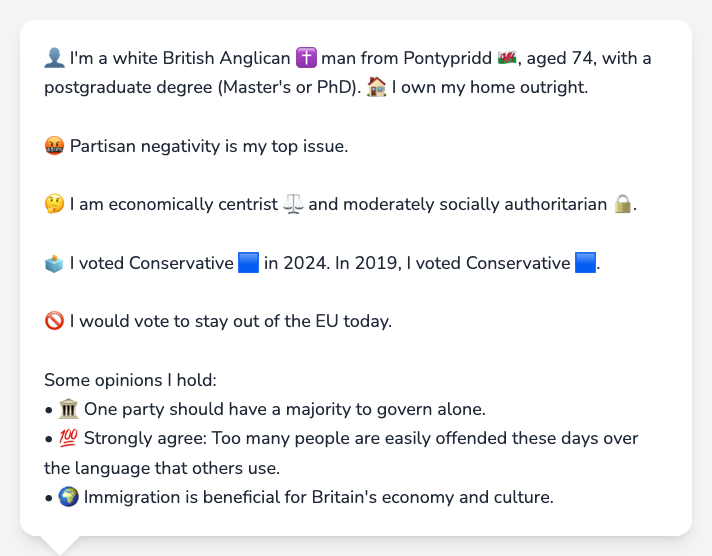 👤 I'm a white British Anglican ✝️ man from Pontypridd 🏴󠁧󠁢󠁷󠁬󠁳󠁿, aged 74, with a
postgraduate degree (Master's or PhD). 🏠 I own my home outright.
🤬 Partisan negativity is my top issue.
🤔 I am economically centrist ⚖️ and moderately socially authoritarian 🔒.
🗳️ I voted Conservative 🟦 in 2024. In 2019, I voted Conservative 🟦.
🚫 I would vote to stay out of the EU today.
Some opinions I hold:
• 🏛️ One party should have a majority to govern alone.
• 💯 Strongly agree: Too many people are easily offended these days over
the language that others use.
• 🌍 Immigration is beneficial for Britain's economy and culture.